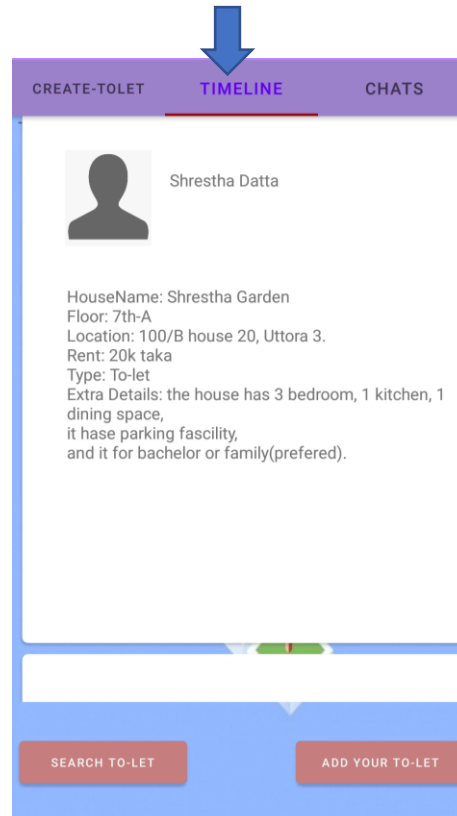 CREATE-TOLET TIMELINE CHATS
Shrestha Datta
HouseName: Shrestha Garden
Floor: 7th-A
Location: 100/B house 20, Uttora 3.
Rent: 20k taka
Type: To-let
Extra Details: the house has 3 bedroom, 1 kitchen, 1
dining space,
it hase parking fascility,
and it for bachelor or family(prefered).
SEARCH TO-LET ADD YOUR TO-LET